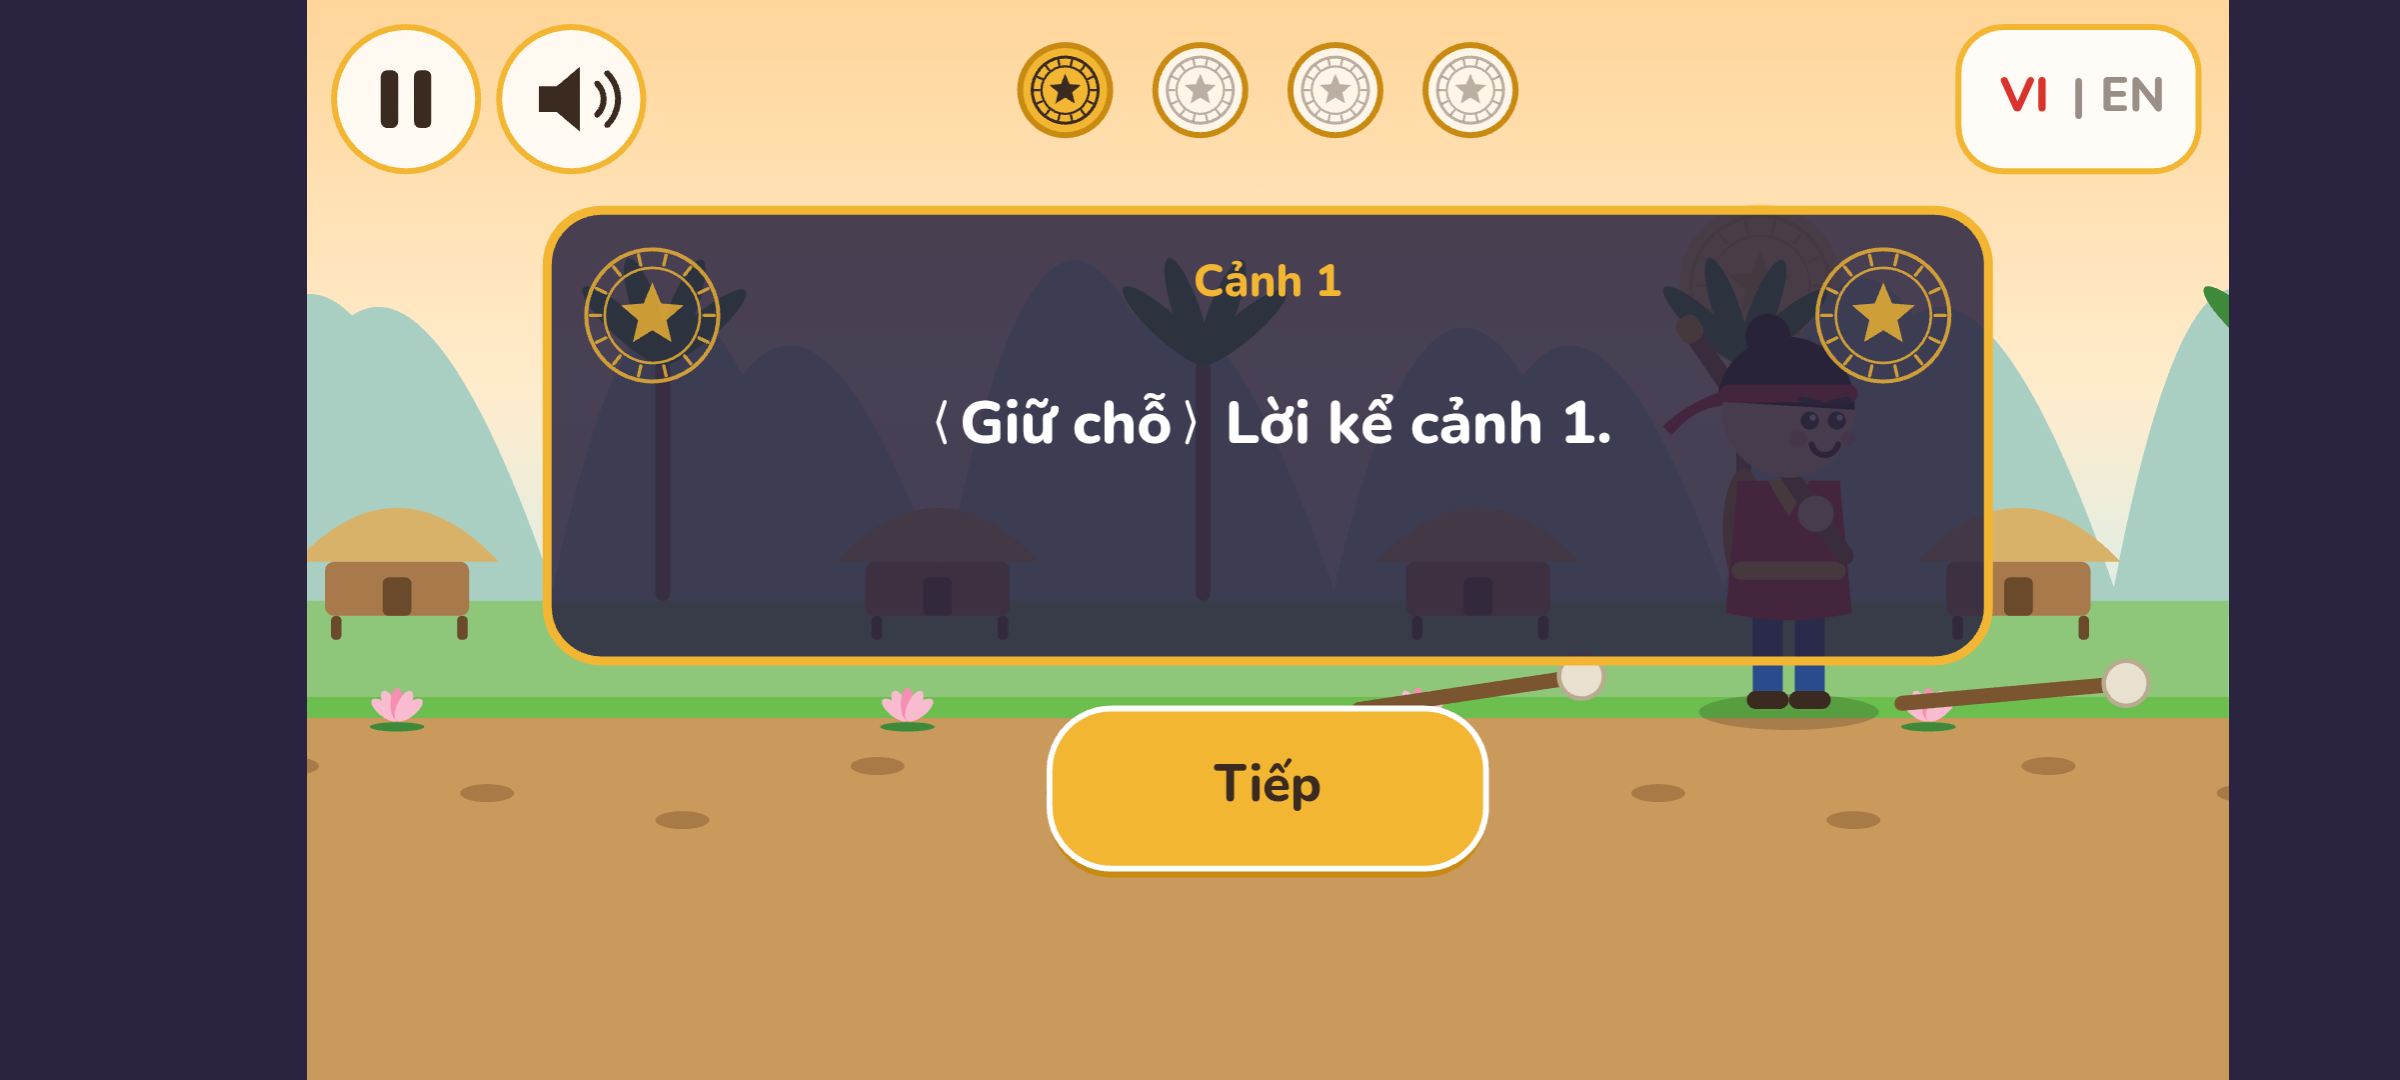 VI | EN
Cảnh 1
⟨Giữ chỗ⟩ Lời kể cảnh 1.
Tiếp